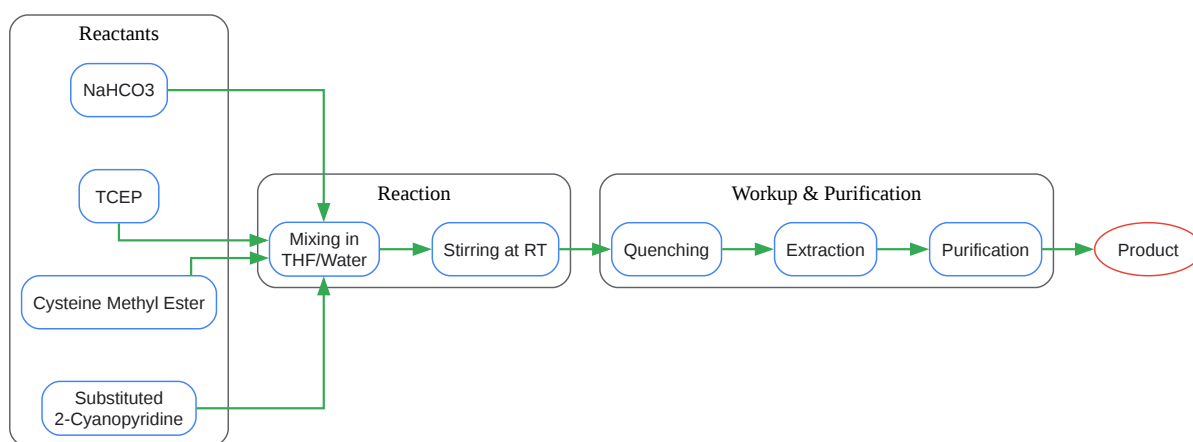 Reactants
NaHCO3
TCEP
Cysteine Methyl Ester
Substituted
2-Cyanopyridine
Reaction
Mixing in
THF/Water
Stirring at RT
Workup & Purification
Quenching
Extraction
Purification
Product